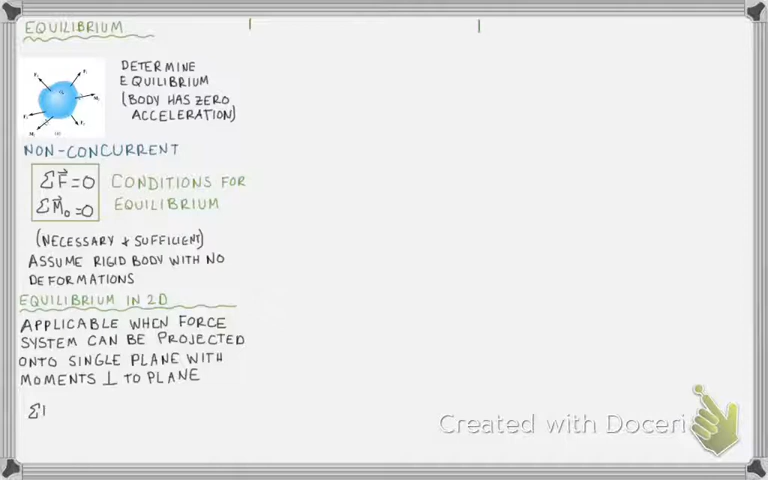 EQUILIBRIUM
DETERMINE
EQUILIBRIUM
(BODY HAS ZERO
ACCELERATION)
NON-CONCURRENT
ΣF⃗=0 CONDITIONS FOR
ΣM⃗₀=0 EQUILIBRIUM
(NECESSARY + SUFFICIENT)
ASSUME RIGID BODY WITH NO
DEFORMATIONS
EQUILIBRIUM IN 2D
APPLICABLE WHEN FORCE
SYSTEM CAN BE PROJECTED
ONTO SINGLE PLANE WITH
MOMENTS ⊥ TO PLANE
Σ
Created with Doceri